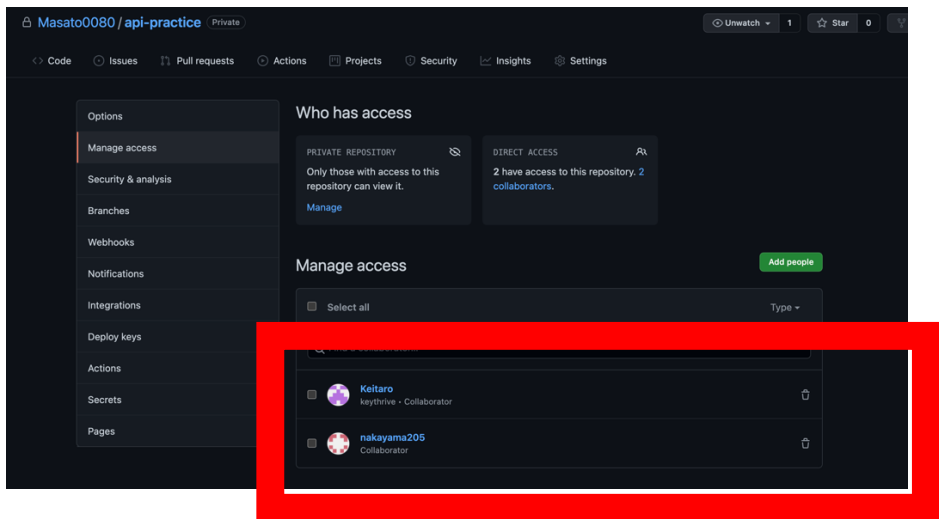 Masato0080 / api-practice Private
Unwatch 1 Star 0
Code Issues Pull requests Actions Projects Security Insights Settings
Options
Manage access
Security & analysis
Branches
Webhooks
Notifications
Integrations
Deploy keys
Actions
Secrets
Pages
Who has access
PRIVATE REPOSITORY
Only those with access to this
repository can view it.
Manage
DIRECT ACCESS
2 have access to this repository. 2
collaborators.
Manage access
Add people
Select all
Type
Keitaro
keythrive • Collaborator
nakayama205
Collaborator